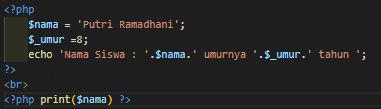 <?php
$nama = 'Putri Ramadhani';
$_umur =8;
echo 'Nama Siswa : '.$nama.' umurnya '.$_umur.' tahun ';
?>
<br>
<?php print($nama) ?>